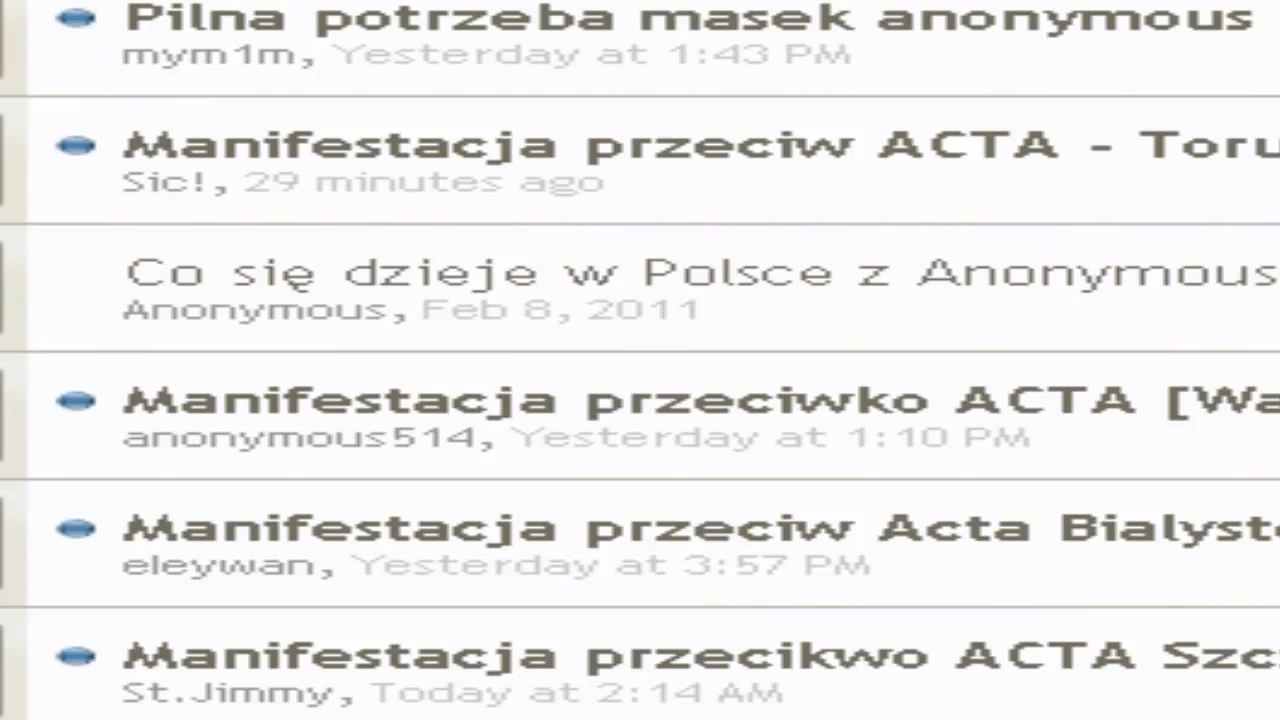 Pilna potrzeba masek anonymous
mym1m, Yesterday at 1:43 PM
Manifestacja przeciw ACTA - Toru
Sic!, 29 minutes ago
Co się dzieje w Polsce z Anonymous
Anonymous, Feb 8, 2011
Manifestacja przeciwko ACTA [Wa
anonymous514, Yesterday at 1:10 PM
Manifestacja przeciw Acta Bialyst
eleywan, Yesterday at 3:57 PM
Manifestacja przecikwo ACTA Szc
St.Jimmy, Today at 2:14 AM